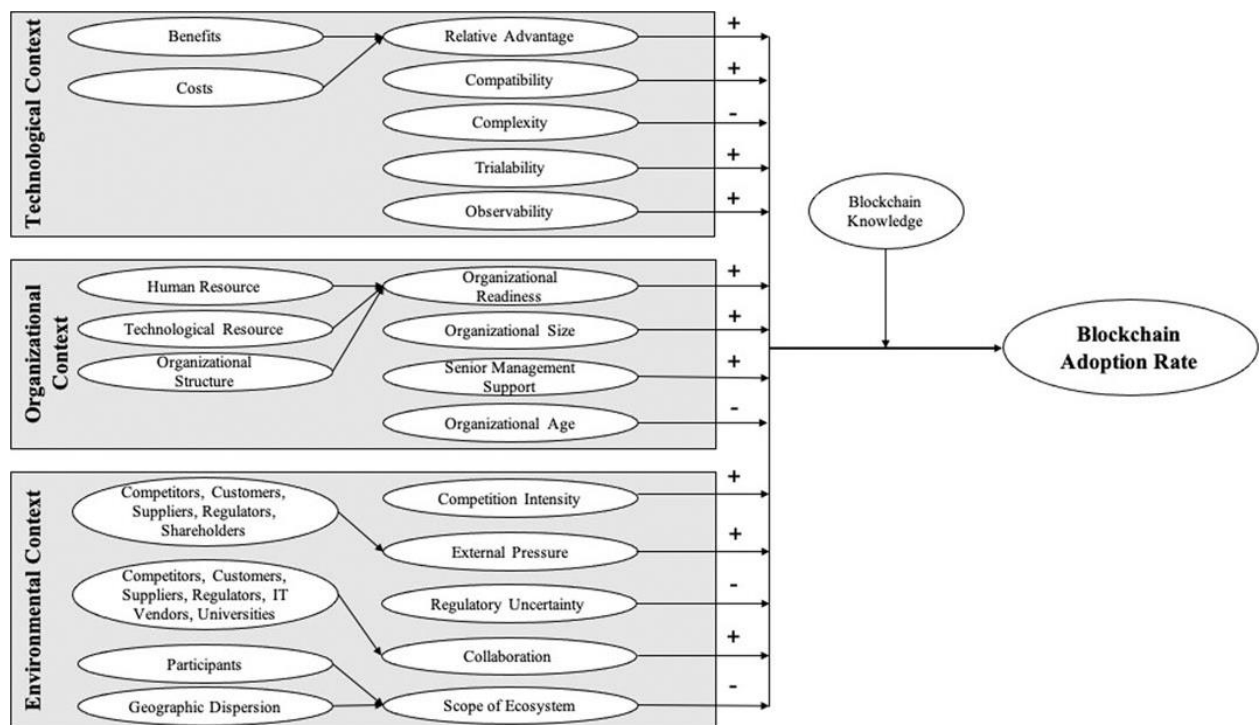 Technological Context
Benefits
Costs
Relative Advantage
Compatibility
Complexity
Trialability
Observability
+
+
-
+
+
Organizational
Context
Human Resource
Technological Resource
Organizational
Structure
Organizational
Readiness
Organizational Size
Senior Management
Support
Organizational Age
+
+
+
-
Environmental Context
Competitors, Customers,
Suppliers, Regulators,
Shareholders
Competitors, Customers,
Suppliers, Regulators, IT
Vendors, Universities
Participants
Geographic Dispersion
Competition Intensity
External Pressure
Regulatory Uncertainty
Collaboration
Scope of Ecosystem
+
+
-
+
-
Blockchain
Knowledge
Blockchain
Adoption Rate